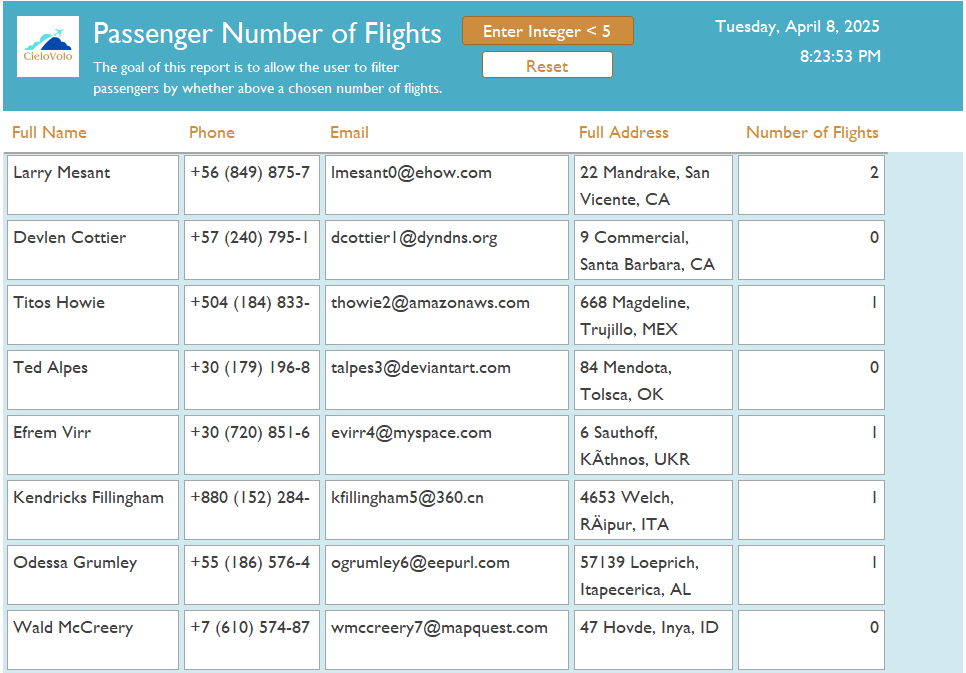 CieloVolo
Passenger Number of Flights
The goal of this report is to allow the user to filter
passengers by whether above a chosen number of flights.
Enter Integer < 5
Reset
Tuesday, April 8, 2025
8:23:53 PM
Full Name Phone Email Full Address Number of Flights
Larry Mesant +56 (849) 875-7 lmesant0@ehow.com 22 Mandrake, San 2
Vicente, CA
Devlen Cottier +57 (240) 795-1 dcottier1@dyndns.org 9 Commercial, 0
Santa Barbara, CA
Titos Howie +504 (184) 833- thowie2@amazonaws.com 668 Magdeline, 1
Trujillo, MEX
Ted Alpes +30 (179) 196-8 talpes3@deviantart.com 84 Mendota, 0
Tolsca, OK
Efrem Virr +30 (720) 851-6 evirr4@myspace.com 6 Sauthoff, 1
KÃthnos, UKR
Kendricks Fillingham +880 (152) 284- kfillingham5@360.cn 4653 Welch, 1
RÄipur, ITA
Odessa Grumley +55 (186) 576-4 ogrumley6@eepurl.com 57139 Loeprich, 1
Itapecerica, AL
Wald McCreery +7 (610) 574-87 wmccreery7@mapquest.com 47 Hovde, Inya, ID 0